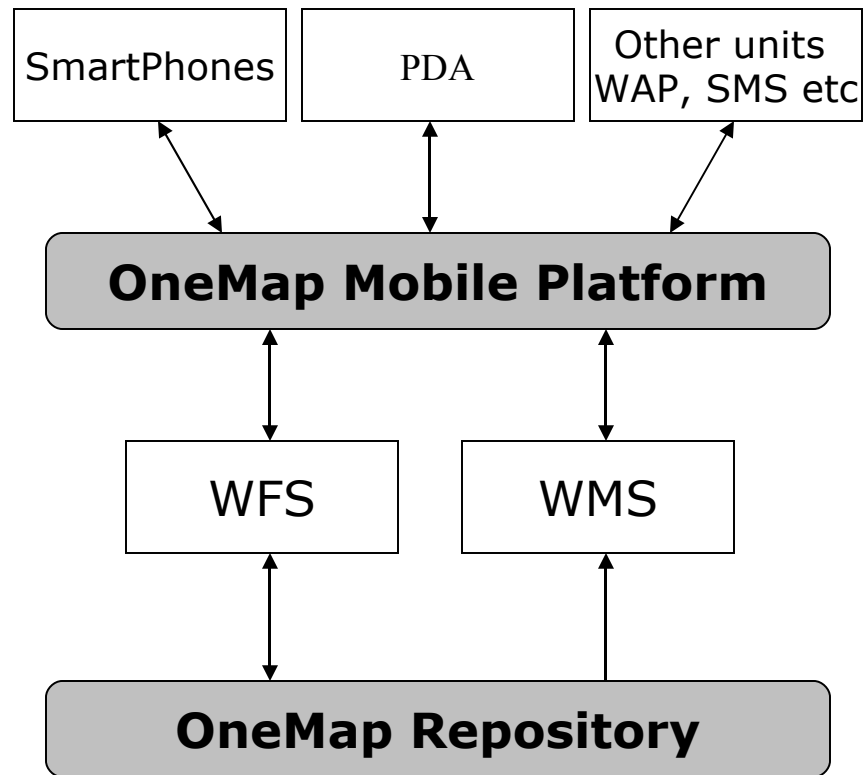 SmartPhones
PDA
Other units
WAP, SMS etc
OneMap Mobile Platform
WFS
WMS
OneMap Repository